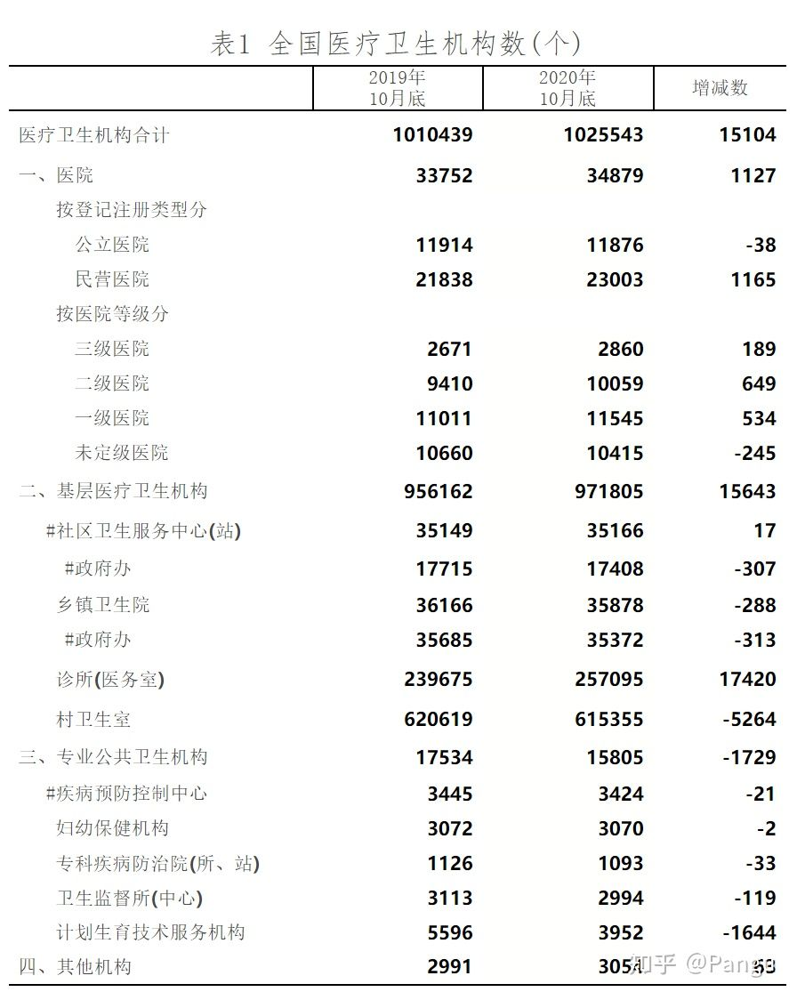 表1 全国医疗卫生机构数(个)
2019年 10月底 2020年 10月底 增减数
医疗卫生机构合计 1010439 1025543 15104
一、医院 33752 34879 1127
按登记注册类型分
公立医院 11914 11876 -38
民营医院 21838 23003 1165
按医院等级分
三级医院 2671 2860 189
二级医院 9410 10059 649
一级医院 11011 11545 534
未定级医院 10660 10415 -245
二、基层医疗卫生机构 956162 971805 15643
#社区卫生服务中心(站) 35149 35166 17
#政府办 17715 17408 -307
乡镇卫生院 36166 35878 -288
#政府办 35685 35372 -313
诊所(医务室) 239675 257095 17420
村卫生室 620619 615355 -5264
三、专业公共卫生机构 17534 15805 -1729
#疾病预防控制中心 3445 3424 -21
妇幼保健机构 3072 3070 -2
专科疾病防治院(所、站) 1126 1093 -33
卫生监督所(中心) 3113 2994 -119
计划生育技术服务机构 5596 3952 -1644
四、其他机构 2991 3054 63
知乎 @Pang